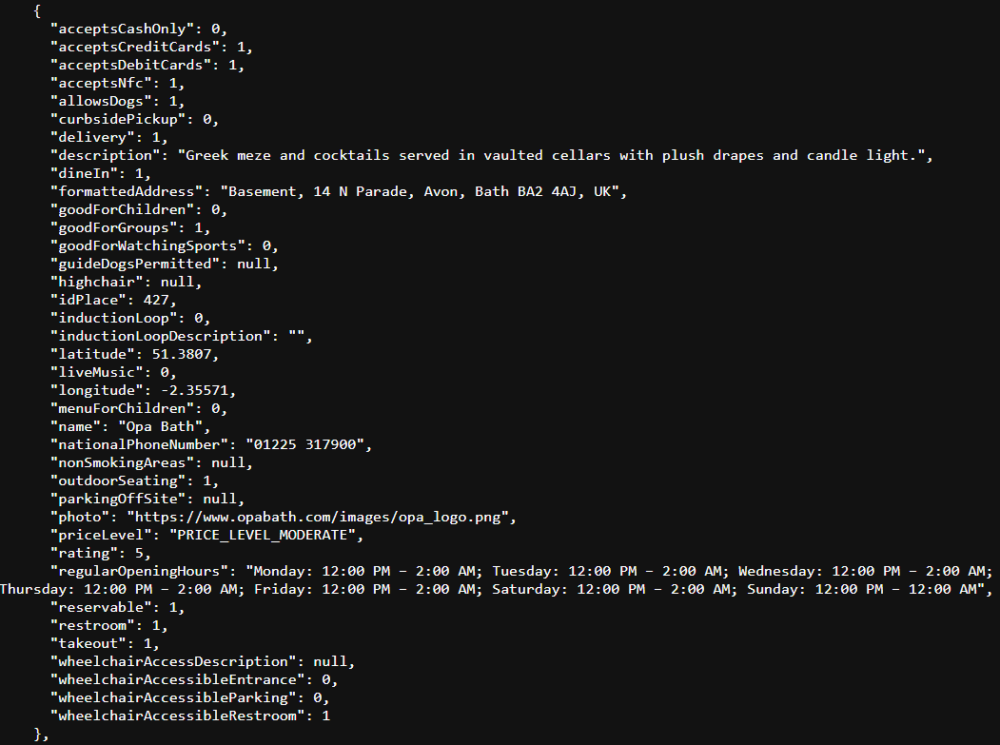 {
"acceptsCashOnly": 0,
"acceptsCreditCards": 1,
"acceptsDebitCards": 1,
"acceptsNfc": 1,
"allowsDogs": 1,
"curbsidePickup": 0,
"delivery": 1,
"description": "Greek meze and cocktails served in vaulted cellars with plush drapes and candle light.",
"dineIn": 1,
"formattedAddress": "Basement, 14 N Parade, Avon, Bath BA2 4AJ, UK",
"goodForChildren": 0,
"goodForGroups": 1,
"goodForWatchingSports": 0,
"guideDogsPermitted": null,
"highchair": null,
"idPlace": 427,
"inductionLoop": 0,
"inductionLoopDescription": "",
"latitude": 51.3807,
"liveMusic": 0,
"longitude": -2.35571,
"menuForChildren": 0,
"name": "Opa Bath",
"nationalPhoneNumber": "01225 317900",
"nonSmokingAreas": null,
"outdoorSeating": 1,
"parkingOffSite": null,
"photo": "https://www.opabath.com/images/opa_logo.png",
"priceLevel": "PRICE_LEVEL_MODERATE",
"rating": 5,
"regularOpeningHours": "Monday: 12:00 PM – 2:00 AM; Tuesday: 12:00 PM – 2:00 AM; Wednesday: 12:00 PM – 2:00 AM;
Thursday: 12:00 PM – 2:00 AM; Friday: 12:00 PM – 2:00 AM; Saturday: 12:00 PM – 2:00 AM; Sunday: 12:00 PM – 12:00 AM",
"reservable": 1,
"restroom": 1,
"takeout": 1,
"wheelchairAccessDescription": null,
"wheelchairAccessibleEntrance": 0,
"wheelchairAccessibleParking": 0,
"wheelchairAccessibleRestroom": 1
},